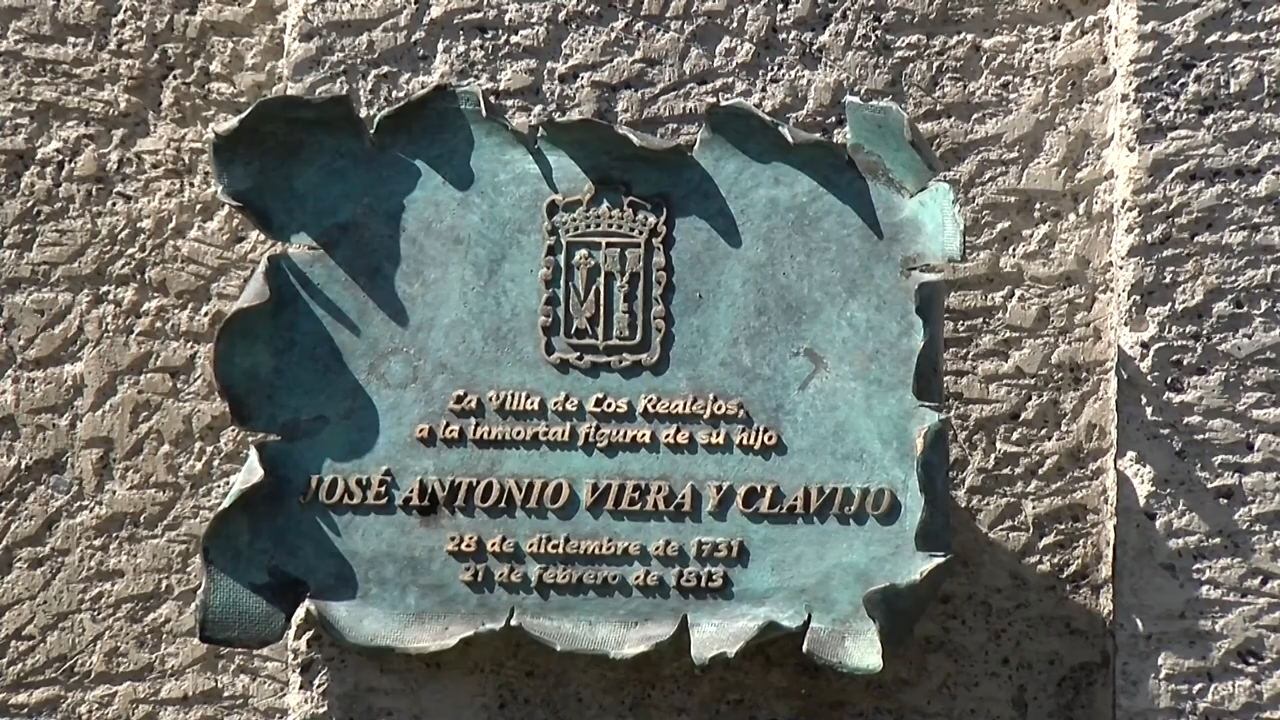 La Villa de Los Realejos,
a la inmortal figura de su hijo
JOSÉ ANTONIO VIERA Y CLAVIJO
28 de diciembre de 1731
21 de febrero de 1813